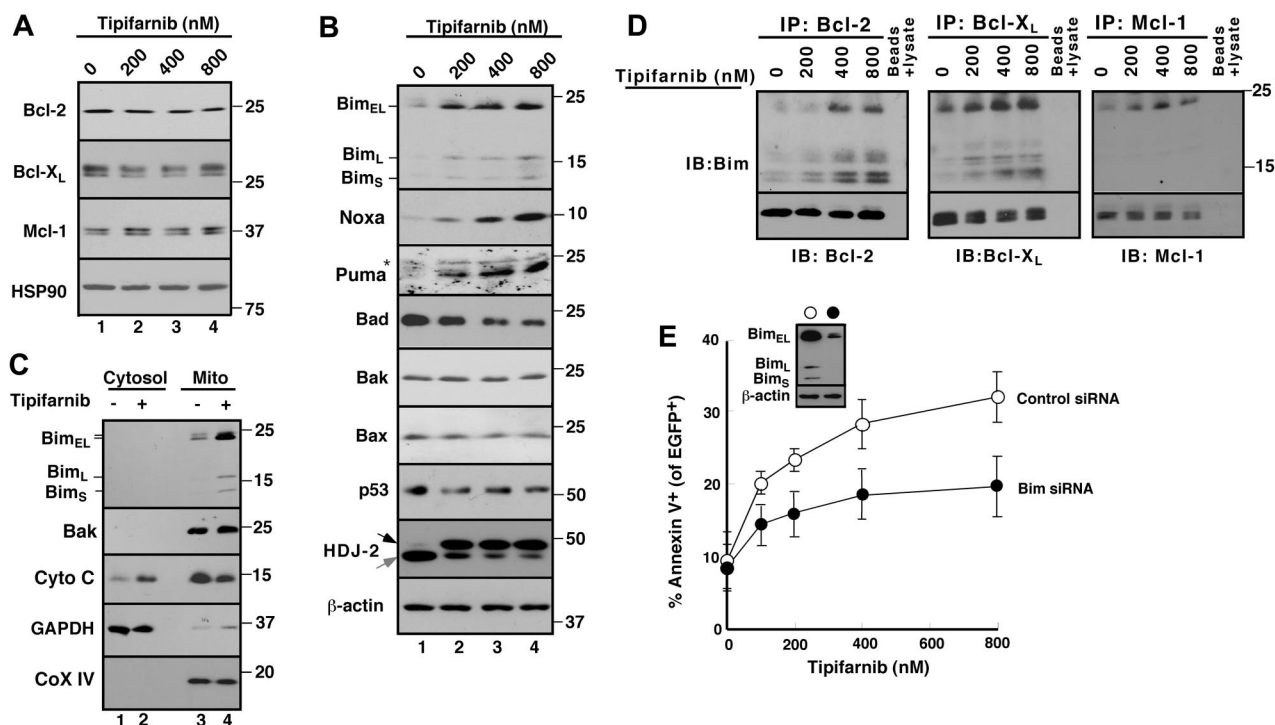 A
Tipifarnib (nM)
0 200 400 800
Bcl-2
25
Bcl-XL
25
Mcl-1
37
HSP90
75
1 2 3 4
B
Tipifarnib (nM)
0 200 400 800
BimEL
25
BimL
15
BimS
Noxa
10
*
25
Puma
Bad
25
Bak
25
Bax
25
p53
50
HDJ-2
50
β-actin
37
1 2 3 4
C
Cytosol Mito
Tipifarnib - + - +
BimEL
25
BimL
15
BimS
Bak
25
Cyto C
15
GAPDH
37
CoX IV
20
1 2 3 4
D
IP: Bcl-2 IP: Bcl-XL IP: Mcl-1
Tipifarnib (nM)
0 200 400 800 Beads +lysate
0 200 400 800 Beads +lysate
0 200 400 800 Beads +lysate
25
IB:Bim
15
IB: Bcl-2 IB:Bcl-XL IB: Mcl-1
E
BimEL
BimL
BimS
β-actin
% Annexin V+ (of EGFP+)
40
30
20
10
0
Control siRNA
Bim siRNA
0 200 400 600 800
Tipifarnib (nM)